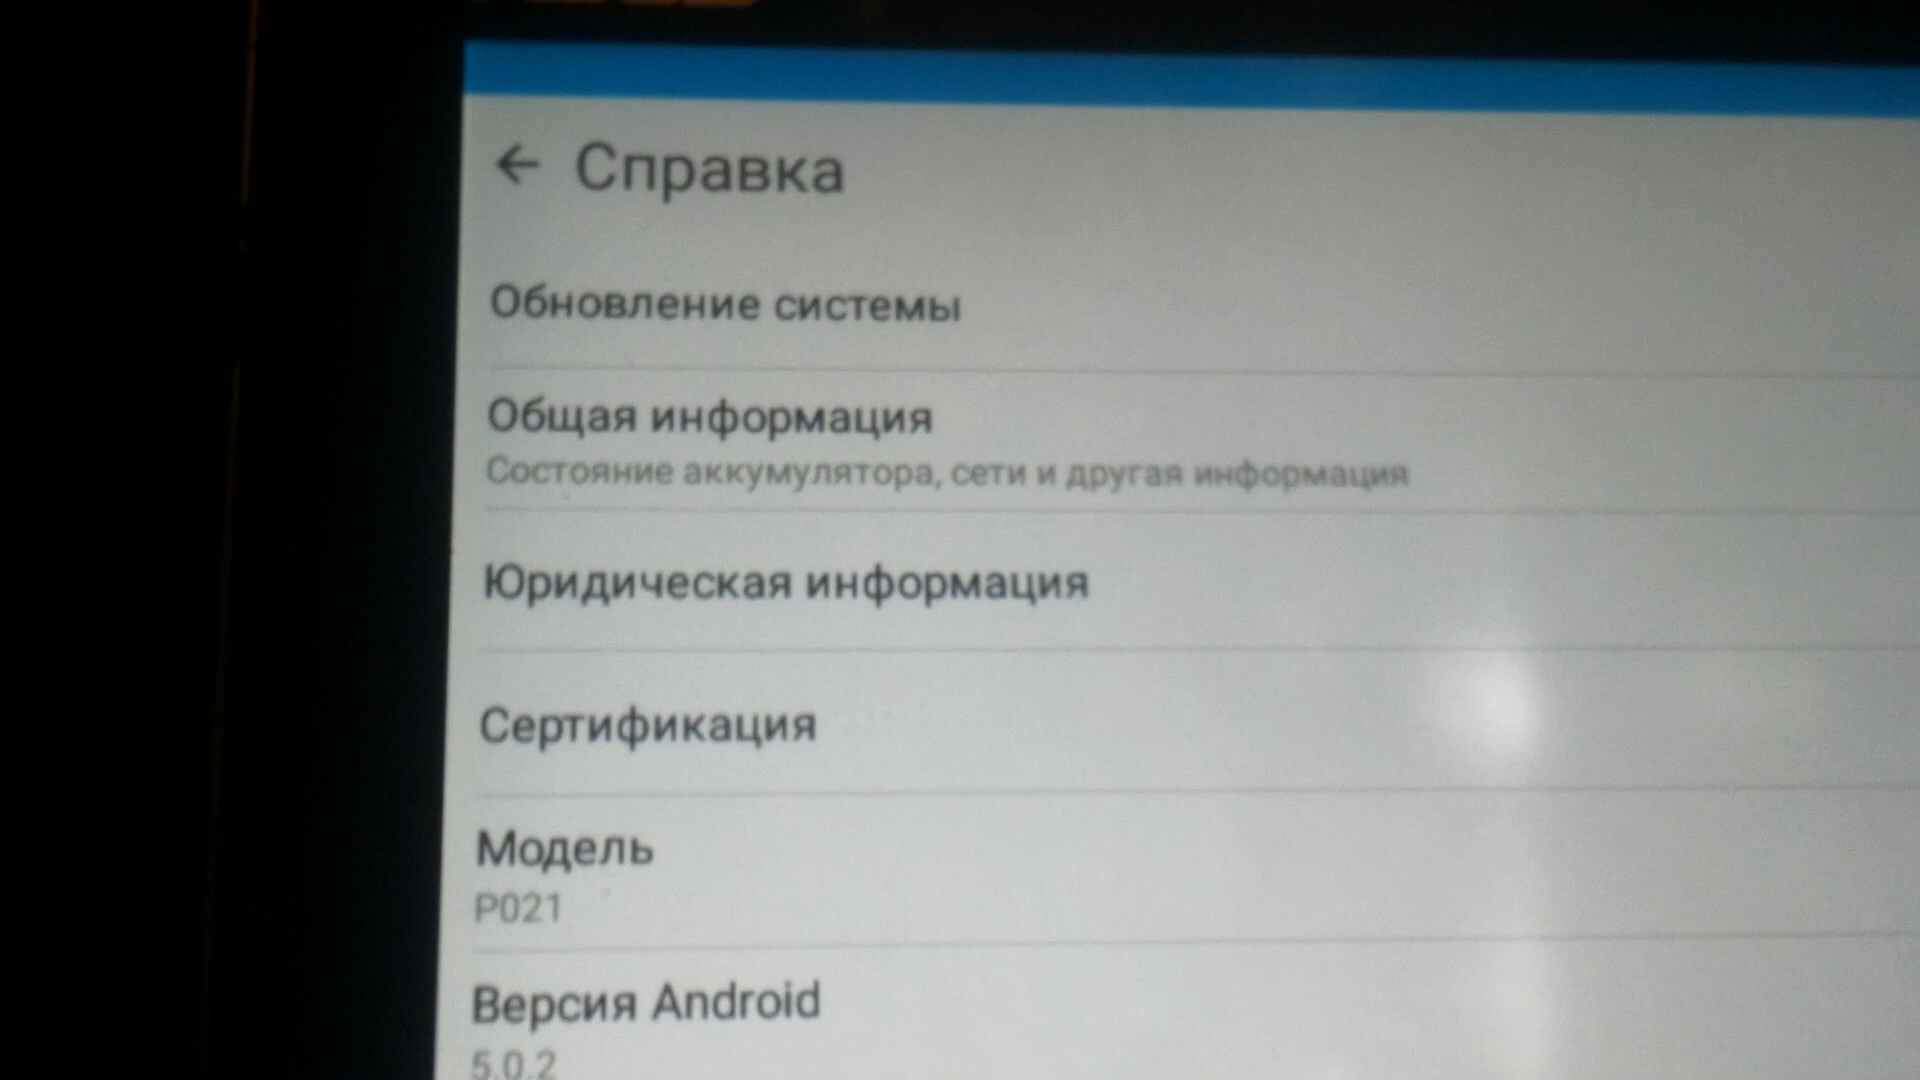 ← Справка
Обновление системы
Общая информация
Состояние аккумулятора, сети и другая информация
Юридическая информация
Сертификация
Модель
P021
Версия Android
5.0.2